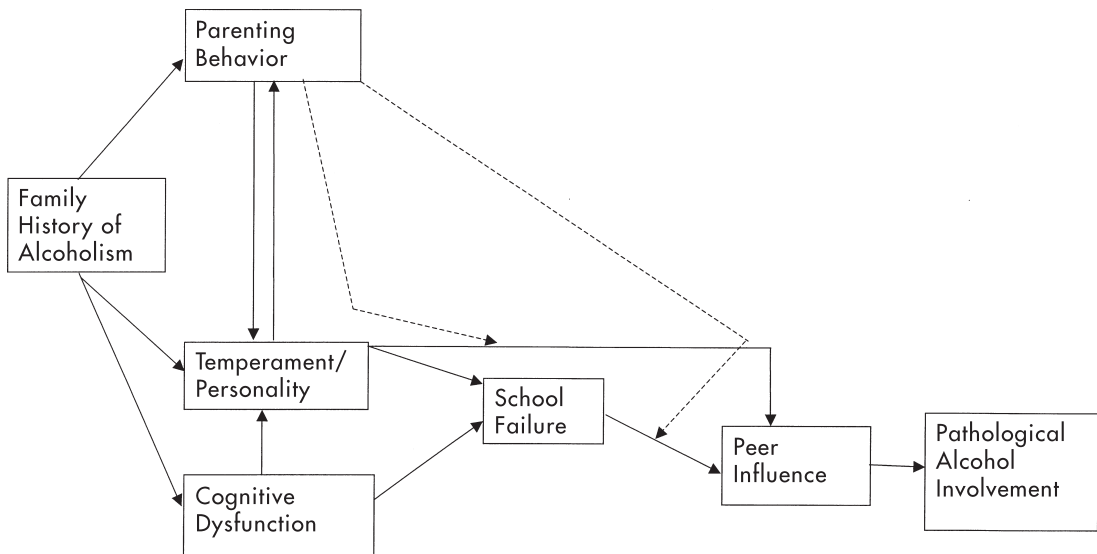 Parenting
Behavior
Family
History of
Alcoholism
Temperament/
Personality
School
Failure
Cognitive
Dysfunction
Peer
Influence
Pathological
Alcohol
Involvement